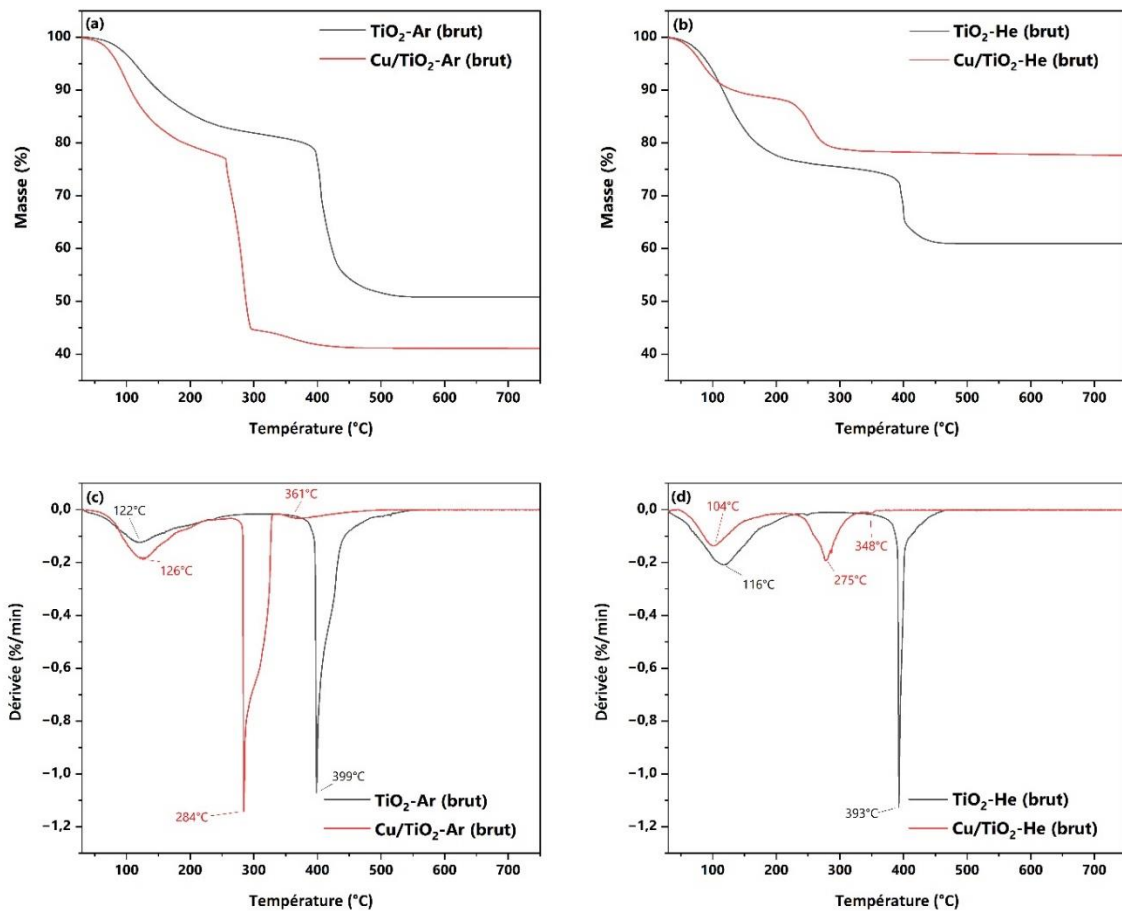 (a)
TiO2-Ar (brut)
Cu/TiO2-Ar (brut)
100
90
80
70
60
50
40
Masse (%)
100 200 300 400 500 600 700
Température (°C)
(b)
TiO2-He (brut)
Cu/TiO2-He (brut)
100
90
80
70
60
50
40
Masse (%)
100 200 300 400 500 600 700
Température (°C)
(c)
122°C
126°C
361°C
399°C
284°C
TiO2-Ar (brut)
Cu/TiO2-Ar (brut)
0,0
−0,2
−0,4
−0,6
−0,8
−1,0
−1,2
Dérivée (%/min)
100 200 300 400 500 600 700
Température (°C)
(d)
104°C
116°C
275°C
348°C
393°C
TiO2-He (brut)
Cu/TiO2-He (brut)
0,0
−0,2
−0,4
−0,6
−0,8
−1,0
−1,2
Dérivée (%/min)
100 200 300 400 500 600 700
Température (°C)